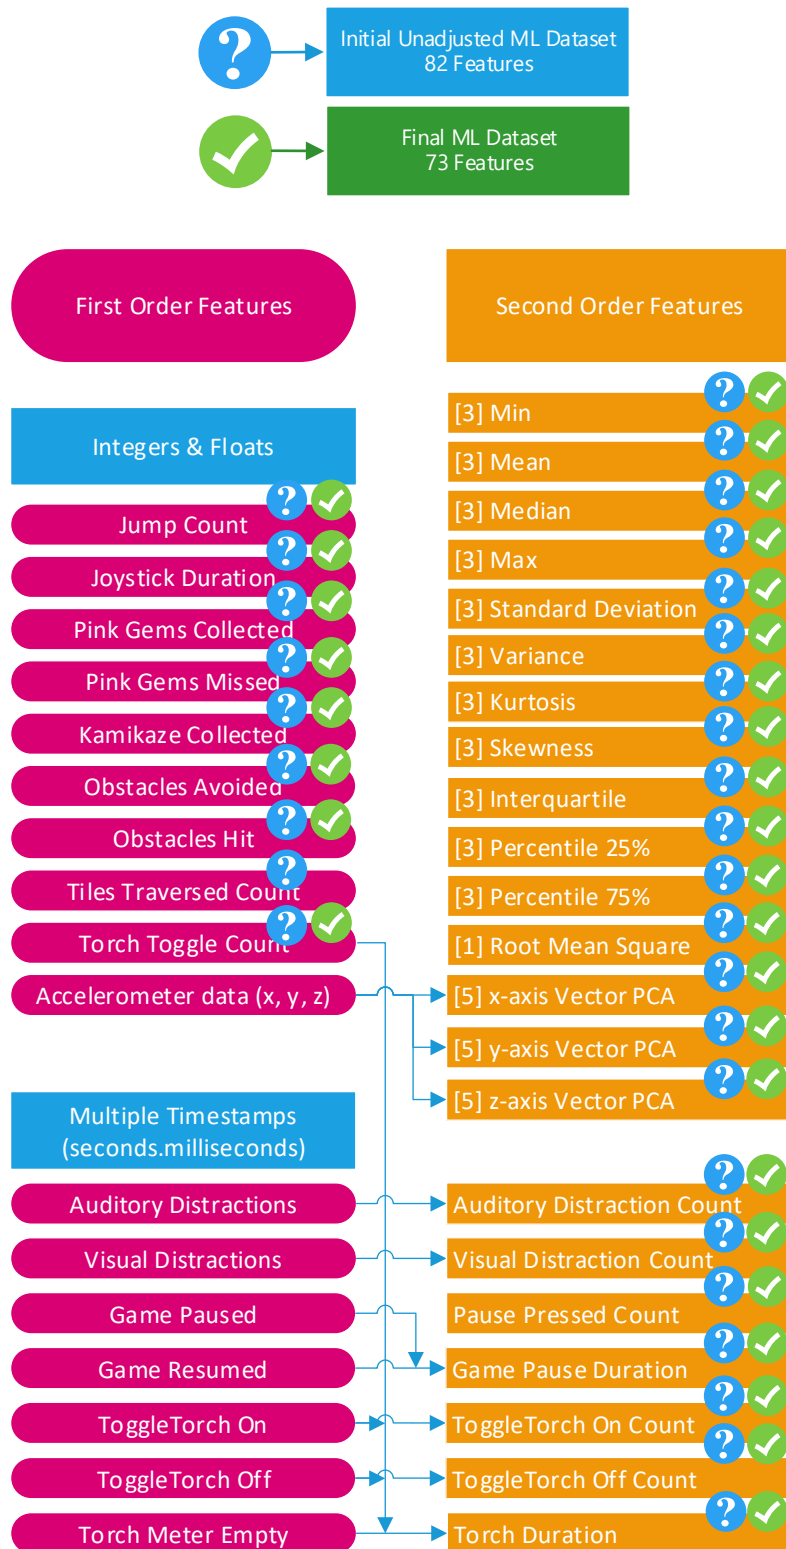 Initial Unadjusted ML Dataset
82 Features
Final ML Dataset
73 Features
First Order Features
Second Order Features
Integers & Floats
Jump Count
Joystick Duration
Pink Gems Collected
Pink Gems Missed
Kamikaze Collected
Obstacles Avoided
Obstacles Hit
Tiles Traversed Count
Torch Toggle Count
Accelerometer data (x, y, z)
[3] Min
[3] Mean
[3] Median
[3] Max
[3] Standard Deviation
[3] Variance
[3] Kurtosis
[3] Skewness
[3] Interquartile
[3] Percentile 25%
[3] Percentile 75%
[1] Root Mean Square
[5] x-axis Vector PCA
[5] y-axis Vector PCA
[5] z-axis Vector PCA
Multiple Timestamps
(seconds.milliseconds)
Auditory Distractions
Visual Distractions
Game Paused
Game Resumed
ToggleTorch On
ToggleTorch Off
Torch Meter Empty
Auditory Distraction Count
Visual Distraction Count
Pause Pressed Count
Game Pause Duration
ToggleTorch On Count
ToggleTorch Off Count
Torch Duration